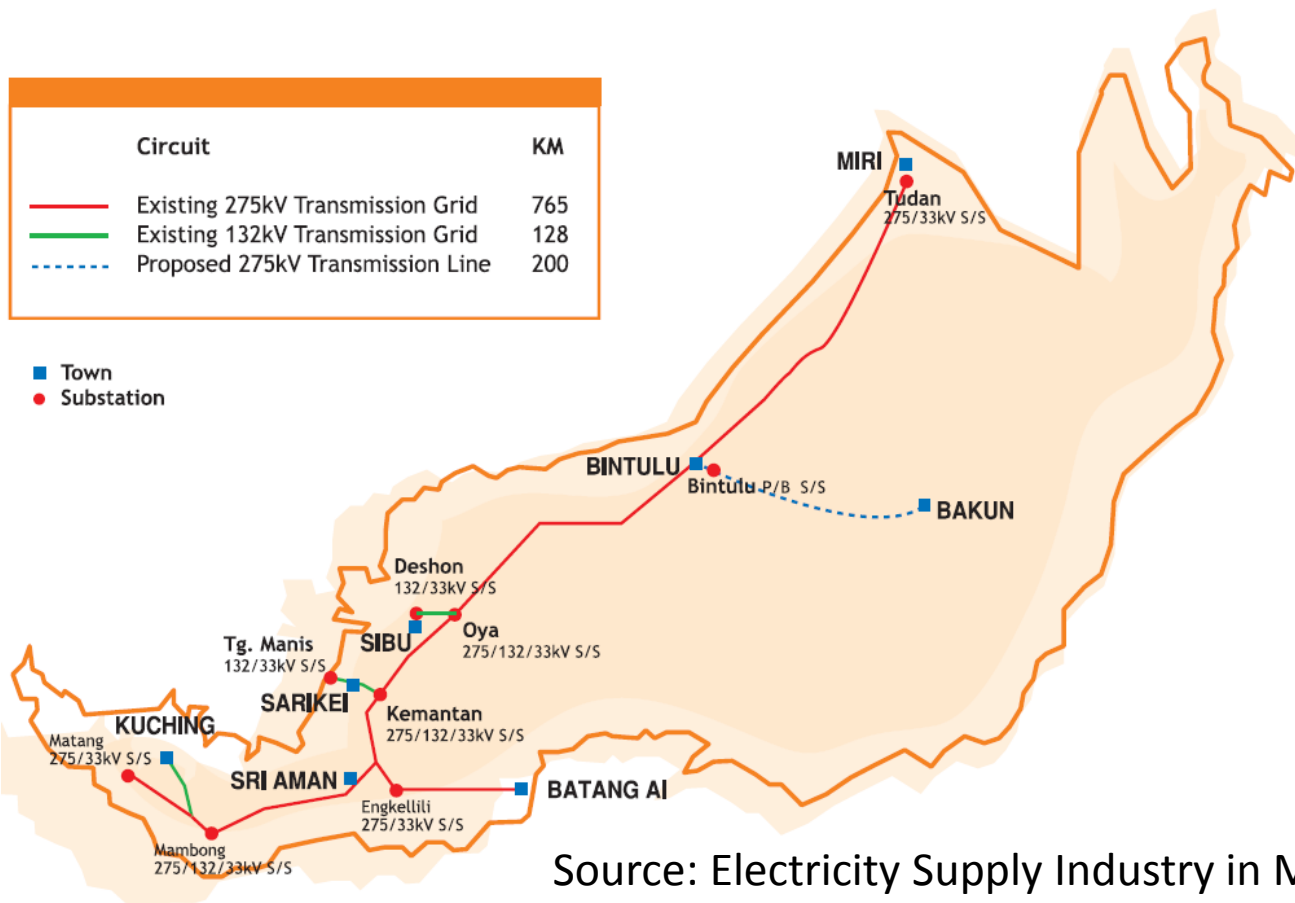 Circuit KM
Existing 275kV Transmission Grid 765
Existing 132kV Transmission Grid 128
Proposed 275kV Transmission Line 200
Town
Substation
MIRI
Tudan
275/33kV S/S
BINTULU
Bintulu P/B S/S
BAKUN
Deshon
132/33kV S/S
SIBU
Oya
275/132/33kV S/S
Tg. Manis
132/33kV S/S
SARIKEI
Kemantan
275/132/33kV S/S
KUCHING
Matang
275/33kV S/S
SRI AMAN
Engkellili
275/33kV S/S
BATANG AI
Mambong
275/132/33kV S/S
Source: Electricity Supply Industry in M